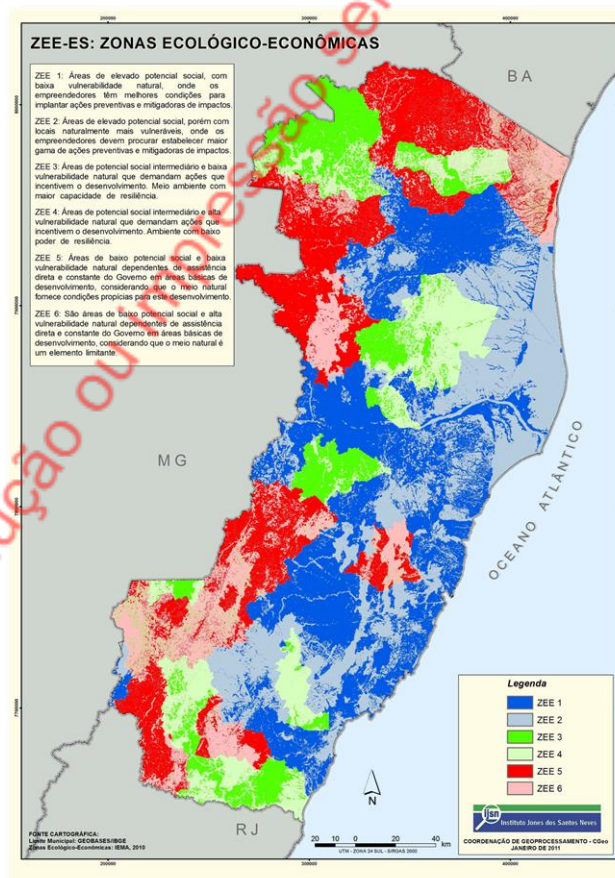 ZEE-ES: ZONAS ECOLÓGICO-ECONÔMICAS
ZEE 1: Áreas de elevado potencial social, com
baixa vulnerabilidade natural, onde os
empreendedores têm melhores condições para
implantar ações preventivas e mitigadoras de impactos.
ZEE 2: Áreas de elevado potencial social, porém com
locais naturalmente mais vulneráveis, onde os
empreendedores devem procurar estabelecer maior
gama de ações preventivas e mitigadoras de impactos.
ZEE 3: Áreas de potencial social intermediário e baixa
vulnerabilidade natural que demandam ações que
incentivem o desenvolvimento. Meio ambiente com
maior capacidade de resiliência.
ZEE 4: Áreas de potencial social intermediário e alta
vulnerabilidade natural que demandam ações que
incentivem o desenvolvimento. Ambiente com baixo
poder de resiliência.
ZEE 5: Áreas de baixo potencial social e baixa
vulnerabilidade natural dependentes de assistência
direta e constante do Governo em áreas básicas de
desenvolvimento, considerando que o meio natural
fornece condições propícias para este desenvolvimento.
ZEE 6: São áreas de baixo potencial social e alta
vulnerabilidade natural dependentes de assistência
direta e constante do Governo em áreas básicas de
desenvolvimento, considerando que o meio natural é
um elemento limitante
BA
MG
RJ
OCEANO ATLÂNTICO
ução ou impressão se
Legenda
ZEE 1
ZEE 2
ZEE 3
ZEE 4
ZEE 5
ZEE 6
ijsn
Instituto Jones dos Santos Neves
COORDENAÇÃO DE GEOPROCESSAMENTO - CGeo
JANEIRO DE 2011
N
20 10 0 20 40 km
UTM - ZONA 24 SUL - SIRGAS 2000
FONTE CARTOGRÁFICA:
Limite Municipal: GEOBASES/IBGE
Zonas Ecológico-Econômicas: IEMA, 2010
200000 300000 400000
200000 300000 400000